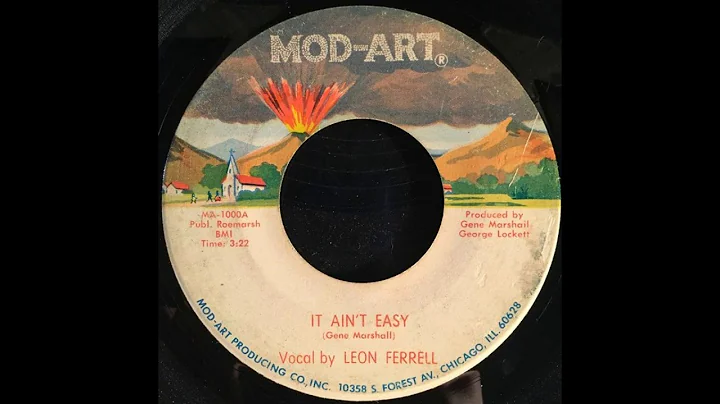 MOD-ART®
MA-1000A
Publ. Raemarsh
BMI
Time: 3:22
Produced by
Gene Marshall
George Lockett
IT AIN'T EASY
(Gene Marshall)
Vocal by LEON FERRELL
MOD-ART PRODUCING CO., INC. 10358 S. FOREST AV., CHICAGO, ILL. 60628